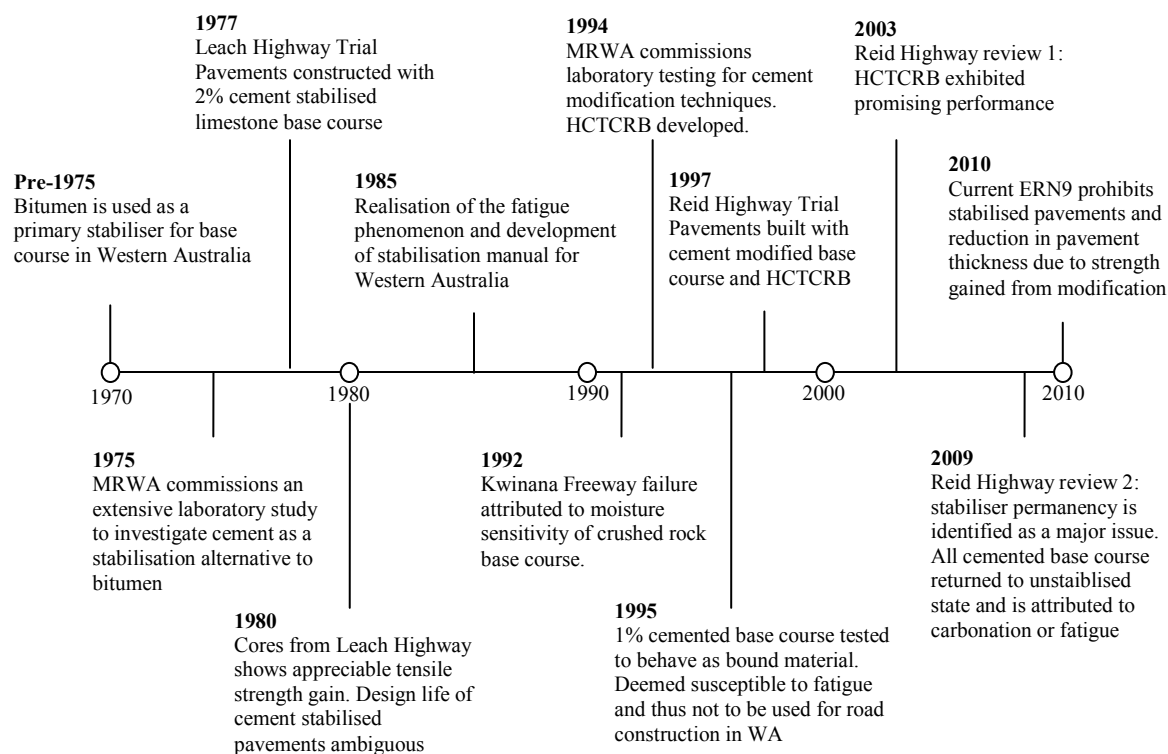 1977
Leach Highway Trial
Pavements constructed with
2% cement stabilised
limestone base course
1994
MRWA commissions
laboratory testing for cement
modification techniques.
HCTCRB developed.
2003
Reid Highway review 1:
HCTCRB exhibited
promising performance
Pre-1975
Bitumen is used as a
primary stabiliser for base
course in Western Australia
1985
Realisation of the fatigue
phenomenon and development
of stabilisation manual for
Western Australia
1997
Reid Highway Trial
Pavements built with
cement modified base
course and HCTCRB
2010
Current ERN9 prohibits
stabilised pavements and
reduction in pavement
thickness due to strength
gained from modification
1970
1980
1990
2000
2010
1975
MRWA commissions an
extensive laboratory study
to investigate cement as a
stabilisation alternative to
bitumen
1980
Cores from Leach Highway
shows appreciable tensile
strength gain. Design life of
cement stabilised
pavements ambiguous
1992
Kwinana Freeway failure
attributed to moisture
sensitivity of crushed rock
base course.
1995
1% cemented base course tested
to behave as bound material.
Deemed susceptible to fatigue
and thus not to be used for road
construction in WA
2009
Reid Highway review 2:
stabiliser permanency is
identified as a major issue.
All cemented base course
returned to unstaiblised
state and is attributed to
carbonation or fatigue